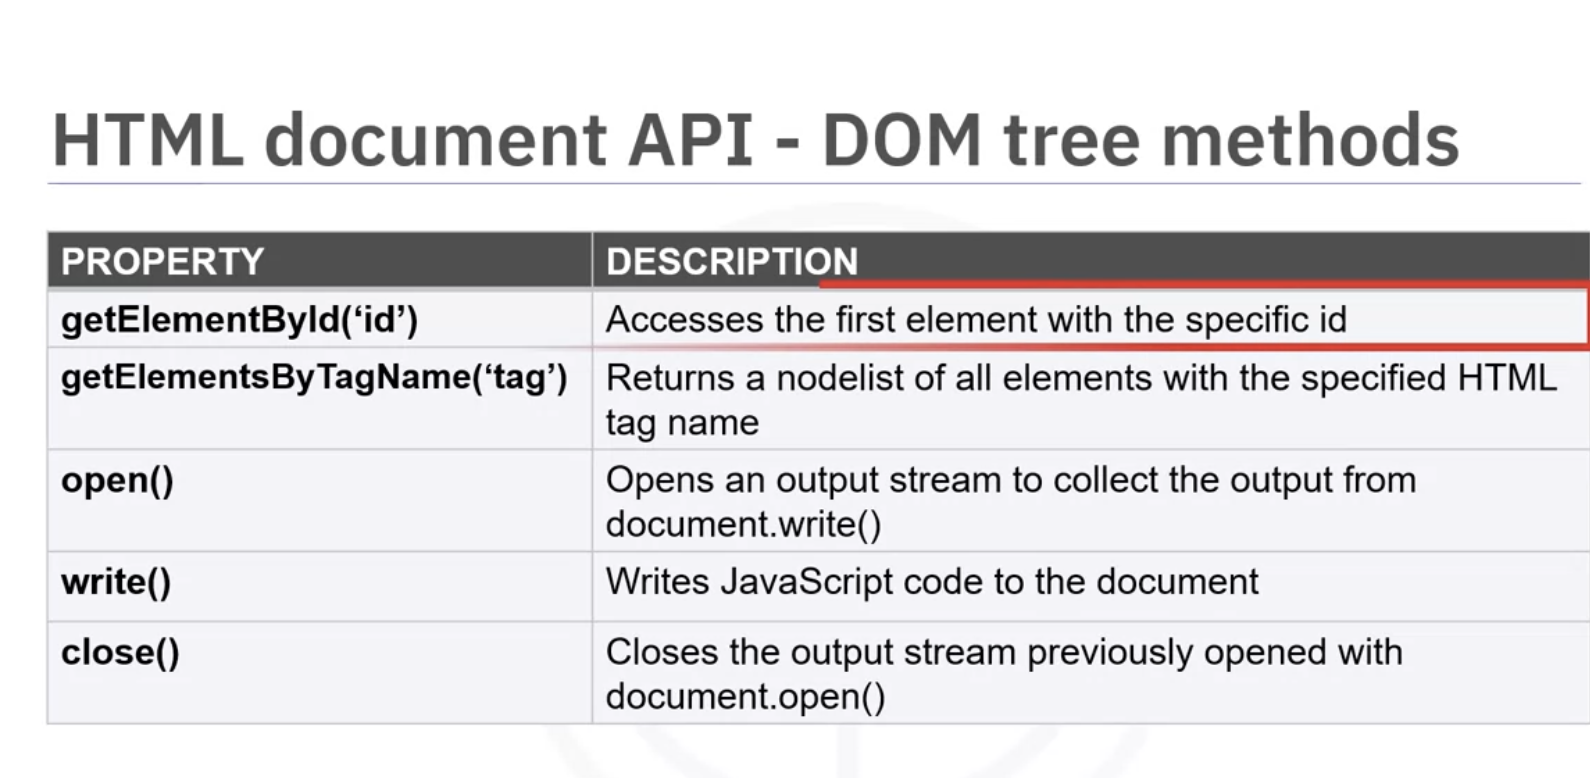 HTML document API - DOM tree methods
PROPERTY DESCRIPTION
getElementById(‘id’) Accesses the first element with the specific id
getElementsByTagName(‘tag’) Returns a nodelist of all elements with the specified HTML
tag name
open() Opens an output stream to collect the output from
document.write()
write() Writes JavaScript code to the document
close() Closes the output stream previously opened with
document.open()